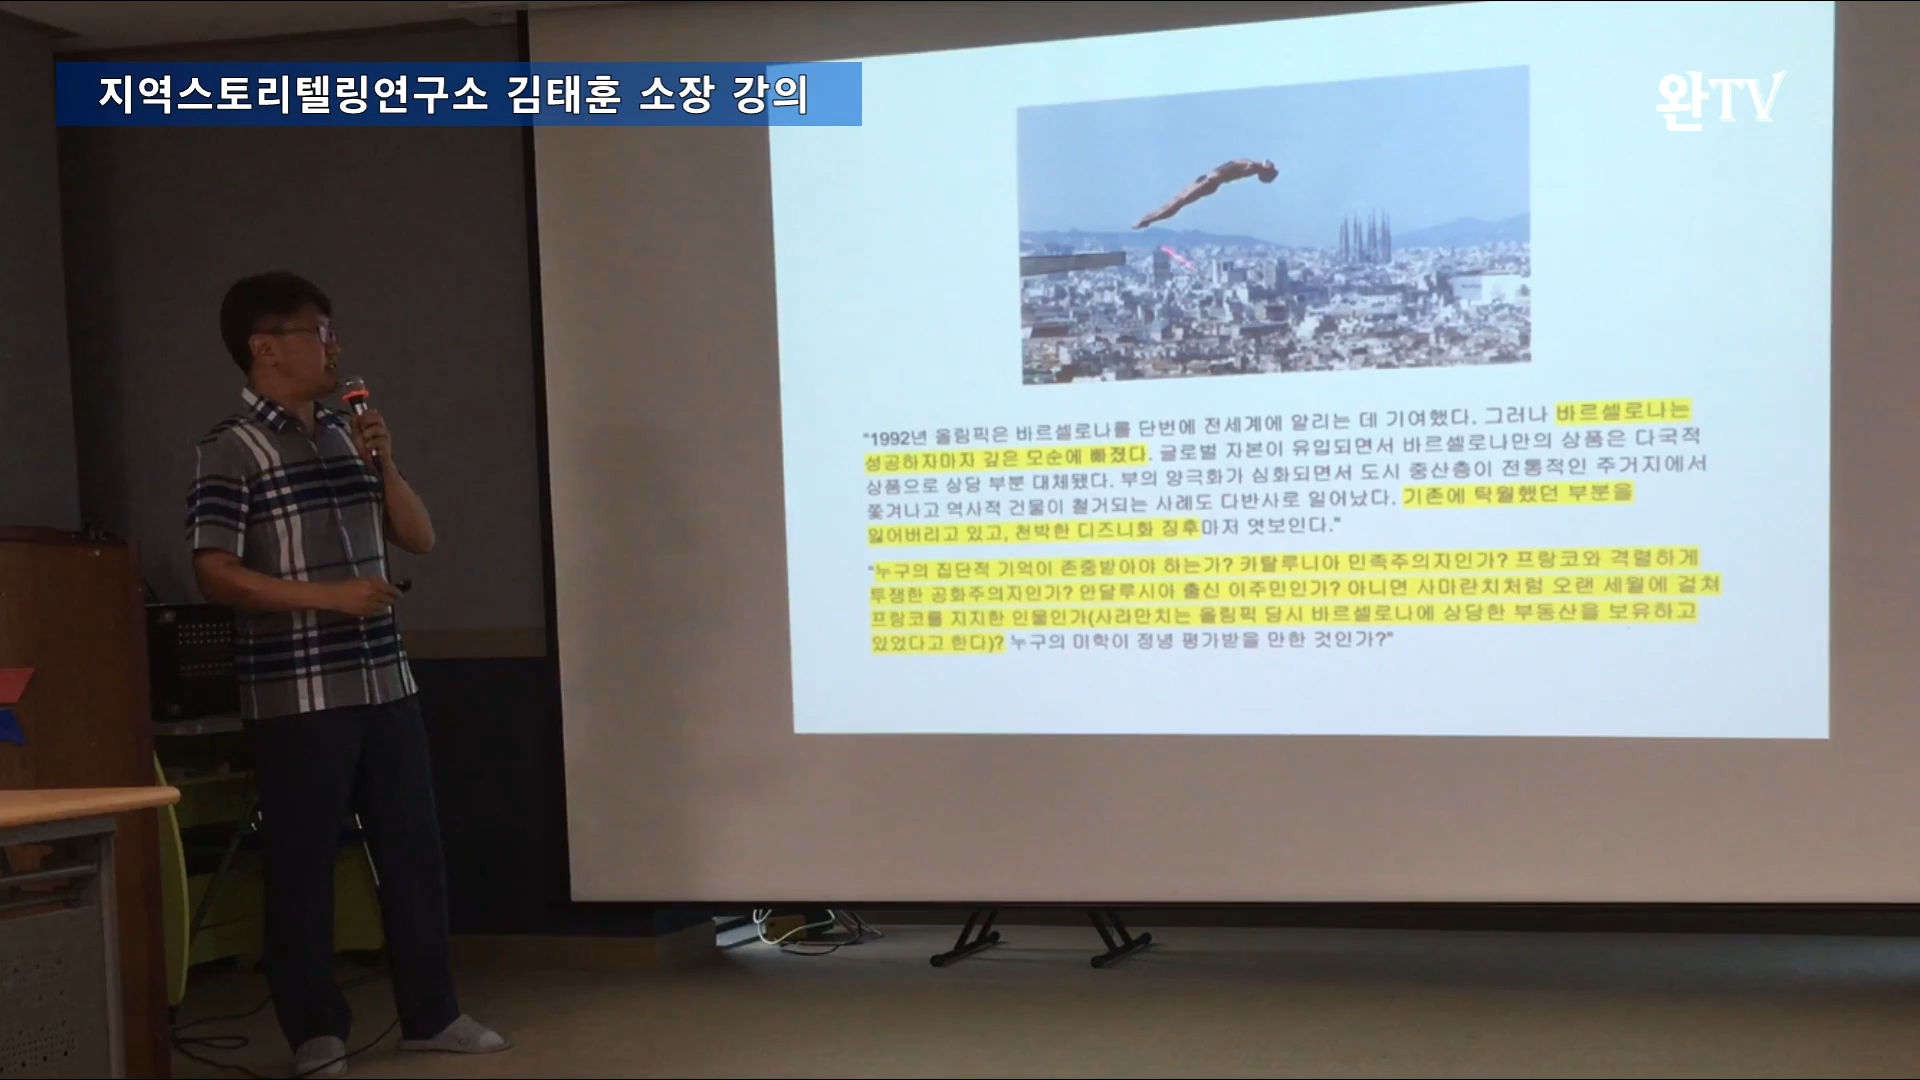 지역스토리텔링연구소 김태훈 소장 강의
완TV
“1992년 올림픽은 바르셀로나를 단번에 전세계에 알리는 데 기여했다. 그러나 바르셀로나는
성공하자마자 깊은 모순에 빠졌다. 글로벌 자본이 유입되면서 바르셀로나만의 상품은 다국적
상품으로 상당 부분 대체됐다. 부의 양극화가 심화되면서 도시 중산층이 전통적인 주거지에서
쫓겨나고 역사적 건물이 철거되는 사례도 다반사로 일어났다. 기존에 탁월했던 부분을
잃어버리고 있고, 천박한 디즈니화 징후마저 엿보인다.”
“누구의 집단적 기억이 존중받아야 하는가? 카탈루니아 민족주의자인가? 프랑코와 격렬하게
투쟁한 공화주의자인가? 안달루시아 출신 이주민인가? 아니면 사마란치처럼 오랜 세월에 걸쳐
프랑코를 지지한 인물인가(사라만치는 올림픽 당시 바르셀로나에 상당한 부동산을 보유하고
있었다고 한다)? 누구의 미학이 정녕 평가받을 만한 것인가?”